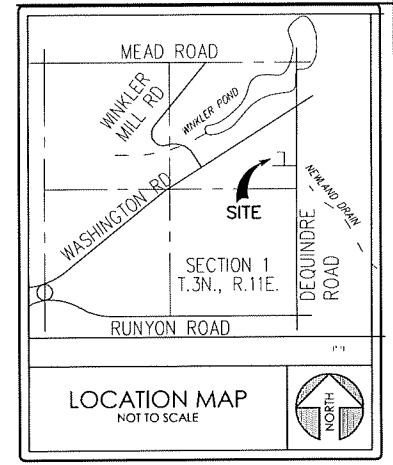 MEAD ROAD
WINKLER
MILL RD
WINKLER POND
WASHINGTON RD
SITE
NEWLAND DRAIN
SECTION 1
T.3N., R.11E.
DEQUINDRE
ROAD
RUNYON ROAD
LOCATION MAP
NOT TO SCALE
NORTH